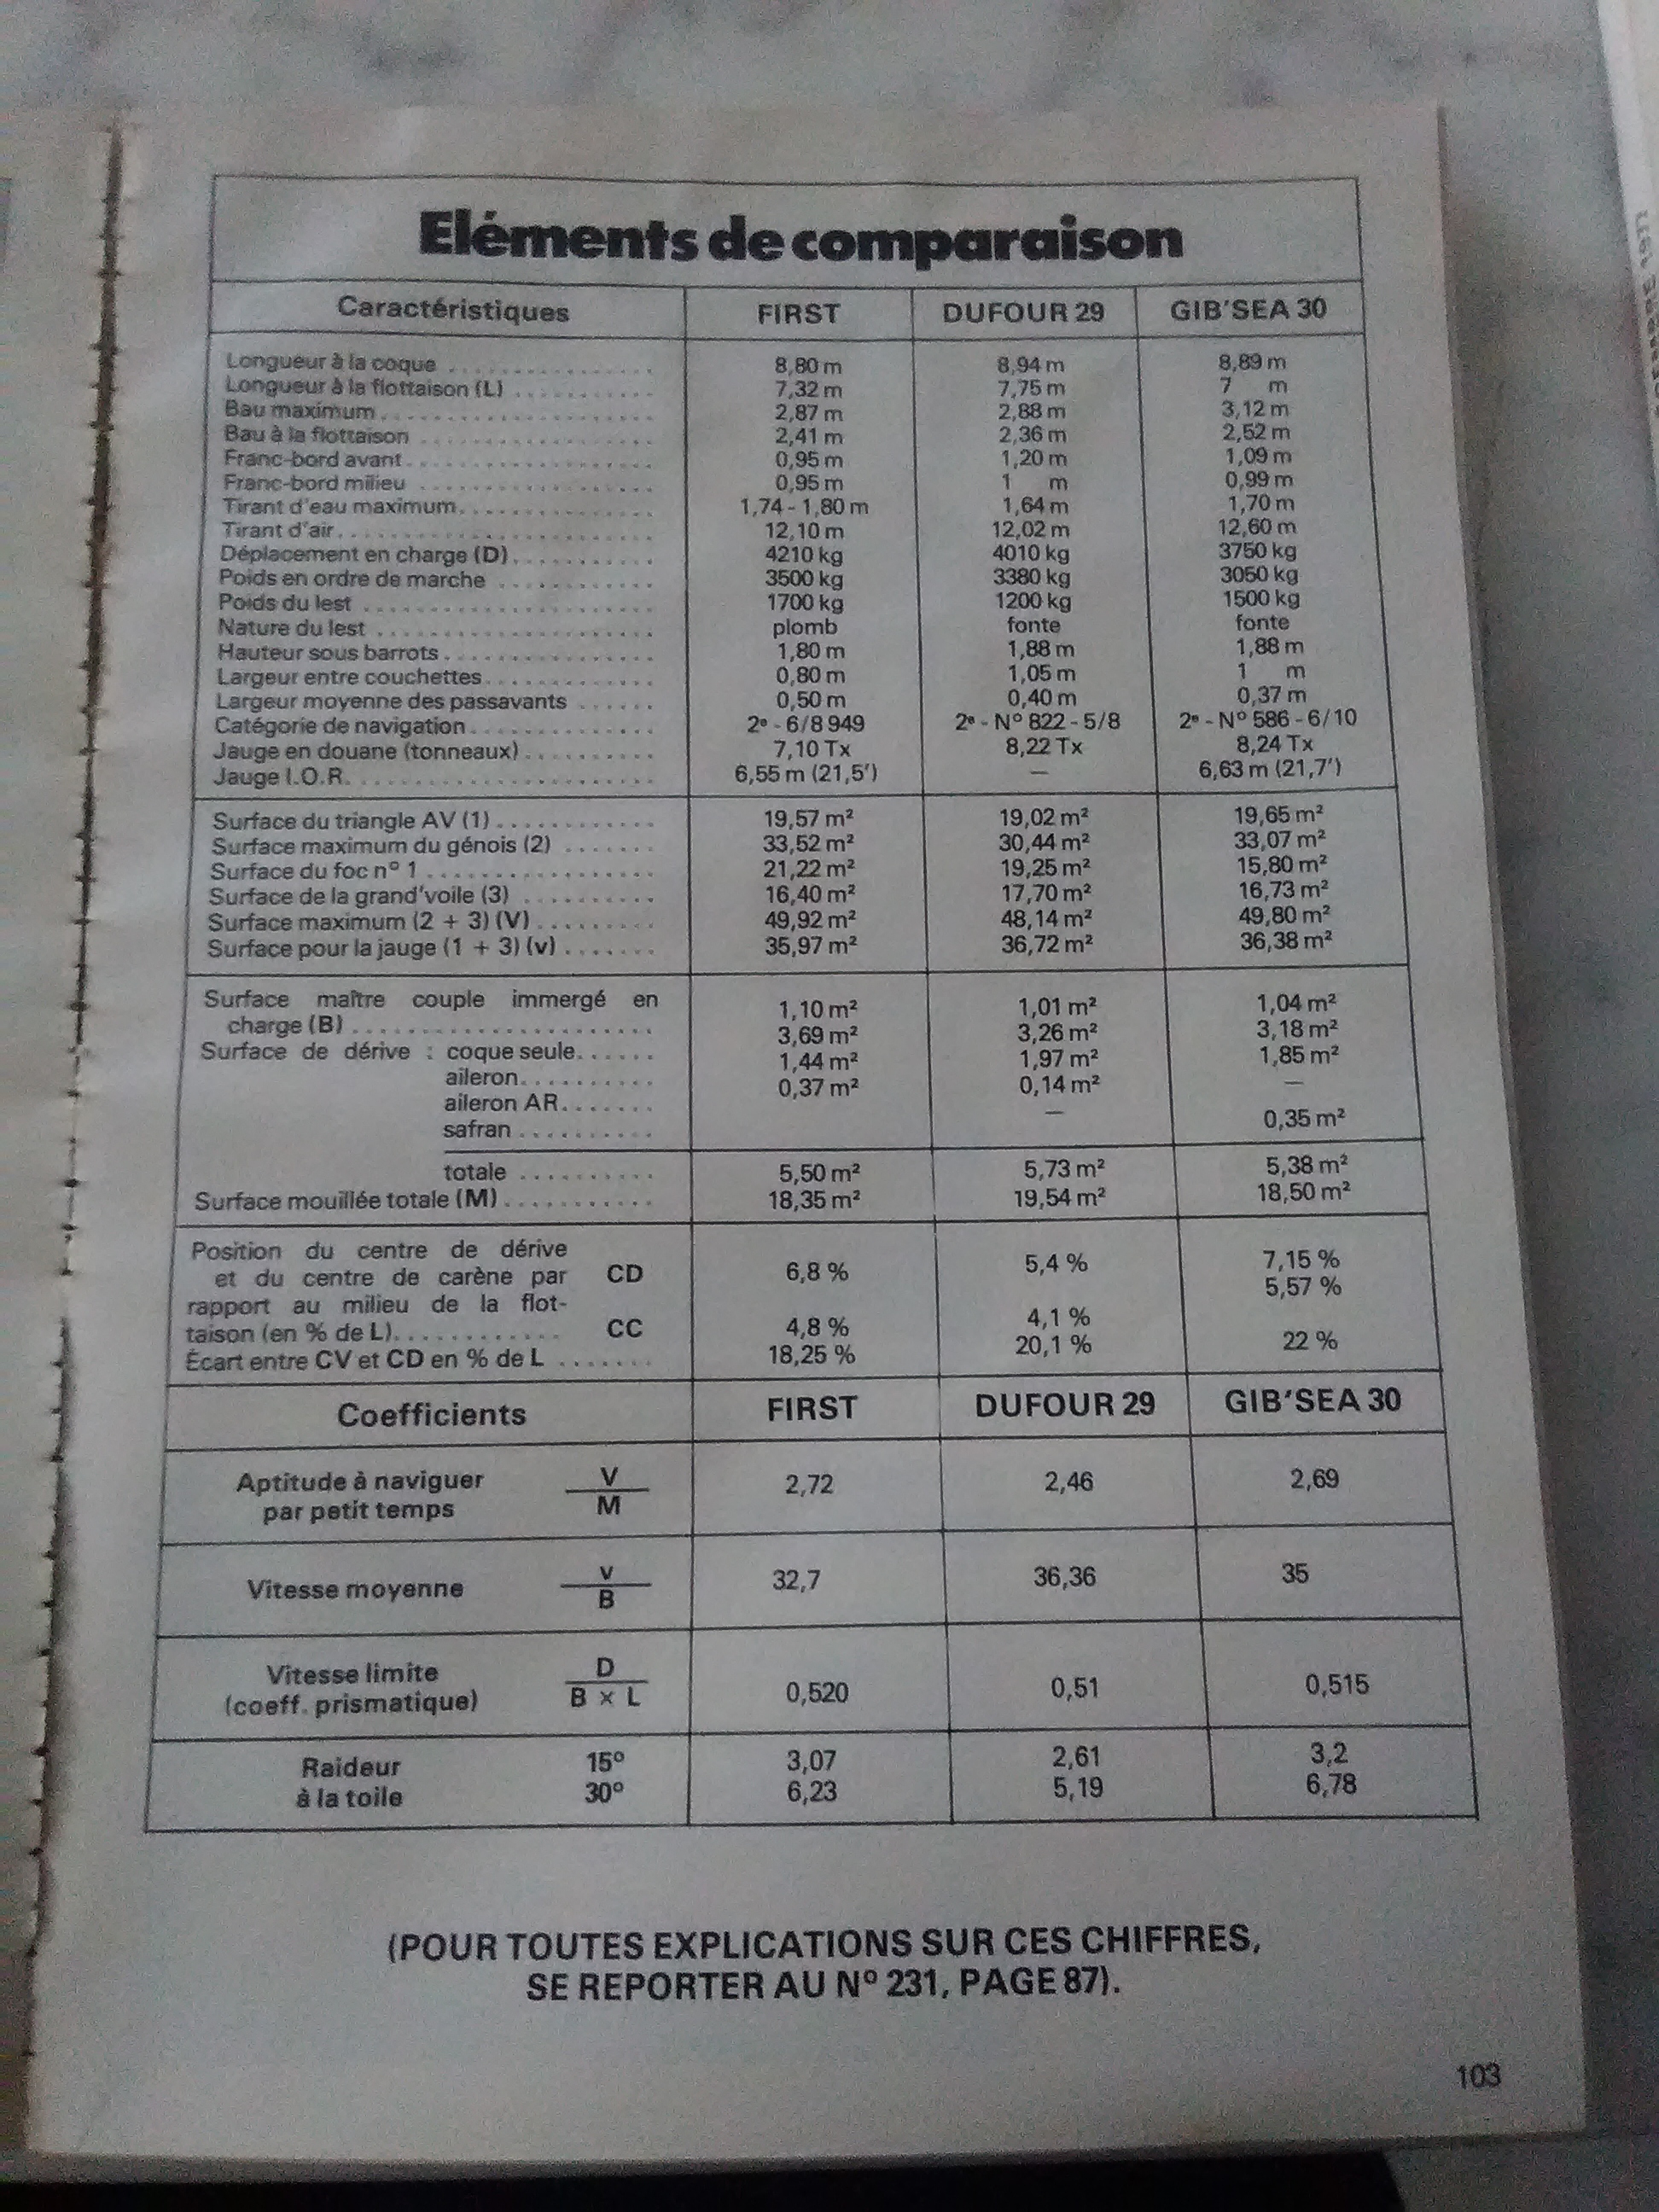 Eléments de comparaison
Caractéristiques FIRST DUFOUR 29 GIB'SEA 30
Longueur à la coque 8,80 m 8,94 m 8,89 m
Longueur à la flottaison (L) 7,32 m 7,75 m 7 m
Bau maximum 2,87 m 2,88 m 3,12 m
Bau à la flottaison 2,41 m 2,36 m 2,52 m
Franc-bord avant 0,95 m 1,20 m 1,09 m
Franc-bord milieu 0,95 m 1 m 0,99 m
Tirant d'eau maximum 1,74 - 1,80 m 1,64 m 1,70 m
Tirant d'air 12,10 m 12,02 m 12,60 m
Déplacement en charge (D) 4210 kg 4010 kg 3750 kg
Poids en ordre de marche 3500 kg 3380 kg 3050 kg
Poids du lest 1700 kg 1200 kg 1500 kg
Nature du lest plomb fonte fonte
Hauteur sous barrots 1,80 m 1,88 m 1,88 m
Largeur entre couchettes 0,80 m 1,05 m 1 m
Largeur moyenne des passavants 0,50 m 0,40 m 0,37 m
Catégorie de navigation 2e - 6/8 949 2e - N° 822 - 5/8 2e - N° 586 - 6/10
Jauge en douane (tonneaux) 7,10 Tx 8,22 Tx 8,24 Tx
Jauge I.O.R. 6,55 m (21,5') — 6,63 m (21,7')
Surface du triangle AV (1) 19,57 m² 19,02 m² 19,65 m²
Surface maximum du génois (2) 33,52 m² 30,44 m² 33,07 m²
Surface du foc n° 1 21,22 m² 19,25 m² 15,80 m²
Surface de la grand'voile (3) 16,40 m² 17,70 m² 16,73 m²
Surface maximum (2 + 3) (V) 49,92 m² 48,14 m² 49,80 m²
Surface pour la jauge (1 + 3) (v) 35,97 m² 36,72 m² 36,38 m²
Surface maître couple immergé en
charge (B) 1,10 m² 1,01 m² 1,04 m²
Surface de dérive : coque seule 3,69 m² 3,26 m² 3,18 m²
aileron 1,44 m² 1,97 m² 1,85 m²
aileron AR 0,37 m² 0,14 m² —
safran — 0,35 m²
totale 5,50 m² 5,73 m² 5,38 m²
Surface mouillée totale (M) 18,35 m² 19,54 m² 18,50 m²
Position du centre de dérive
et du centre de carène par CD 6,8 % 5,4 % 7,15 %
rapport au milieu de la flot-
taison (en % de L) CC 4,8 % 4,1 % 5,57 %
Écart entre CV et CD en % de L 18,25 % 20,1 % 22 %
Coefficients FIRST DUFOUR 29 GIB'SEA 30
Aptitude à naviguer V
par petit temps M 2,72 2,46 2,69
Vitesse moyenne v
B 32,7 36,36 35
Vitesse limite D
(coeff. prismatique) B × L 0,520 0,51 0,515
Raideur 15° 3,07 2,61 3,2
à la toile 30° 6,23 5,19 6,78
(POUR TOUTES EXPLICATIONS SUR CES CHIFFRES,
SE REPORTER AU N° 231, PAGE 87).
103